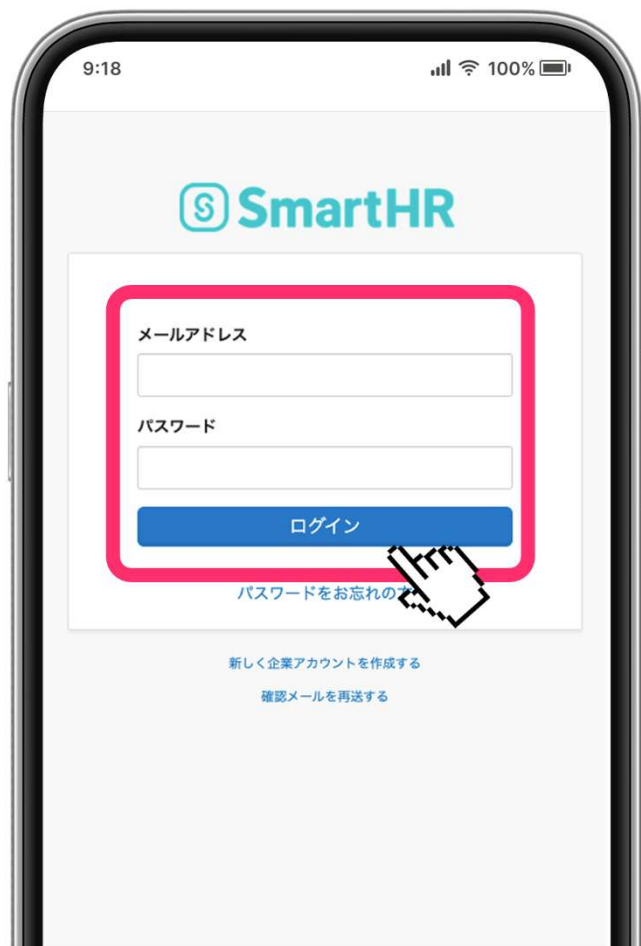 9:18
100%
SmartHR
メールアドレス
パスワード
ログイン
パスワードをお忘れの
新しく企業アカウントを作成する
確認メールを再送する